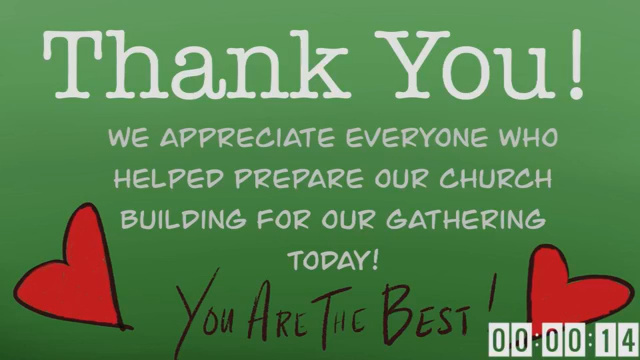 Thank You!
WE APPRECIATE EVERYONE WHO
HELPED PREPARE OUR CHURCH
BUILDING FOR OUR GATHERING
TODAY!
YOU ARE THE BEST!
00:00:14